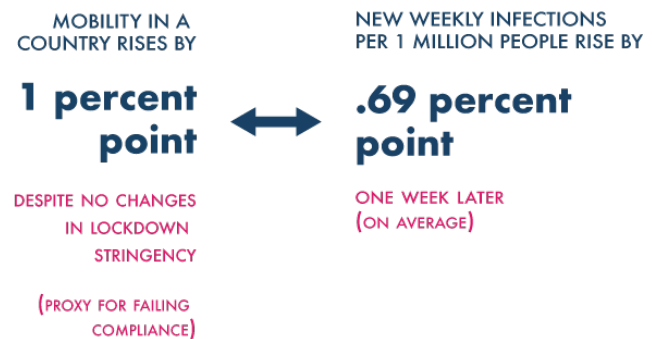 MOBILITY IN A
COUNTRY RISES BY
1 percent
point
DESPITE NO CHANGES
IN LOCKDOWN
STRINGENCY
(PROXY FOR FAILING
COMPLIANCE)
NEW WEEKLY INFECTIONS
PER 1 MILLION PEOPLE RISE BY
.69 percent
point
ONE WEEK LATER
(ON AVERAGE)